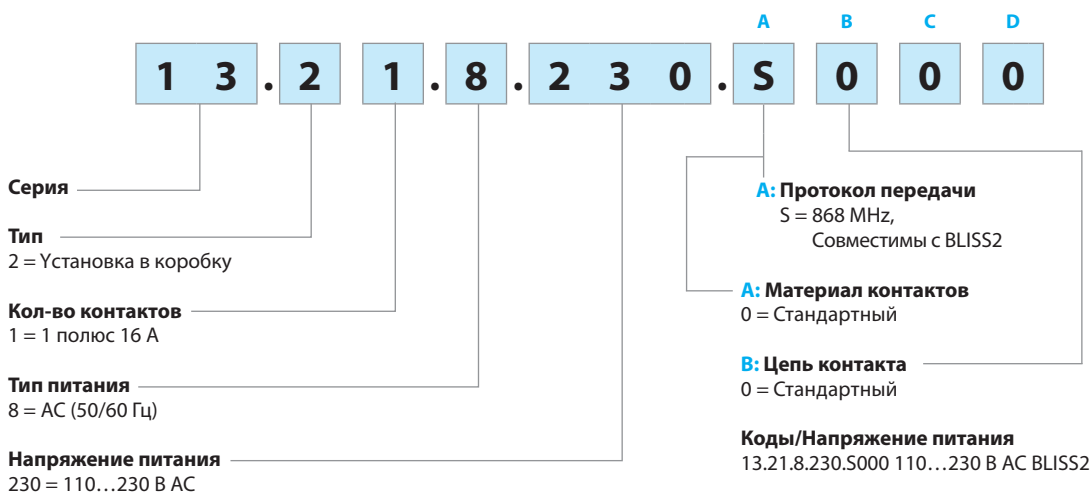 A B C D
1 3 . 2 1 . 8 . 2 3 0 . S 0 0 0
Серия
Тип
2 = Установка в коробку
Кол-во контактов
1 = 1 полюс 16 A
Тип питания
8 = AC (50/60 Гц)
Напряжение питания
230 = 110…230 В AC
A: Протокол передачи
S = 868 MHz,
Совместимы с BLISS2
A: Материал контактов
0 = Стандартный
B: Цепь контакта
0 = Стандартный
Коды/Напряжение питания
13.21.8.230.S000 110…230 В AC BLISS2